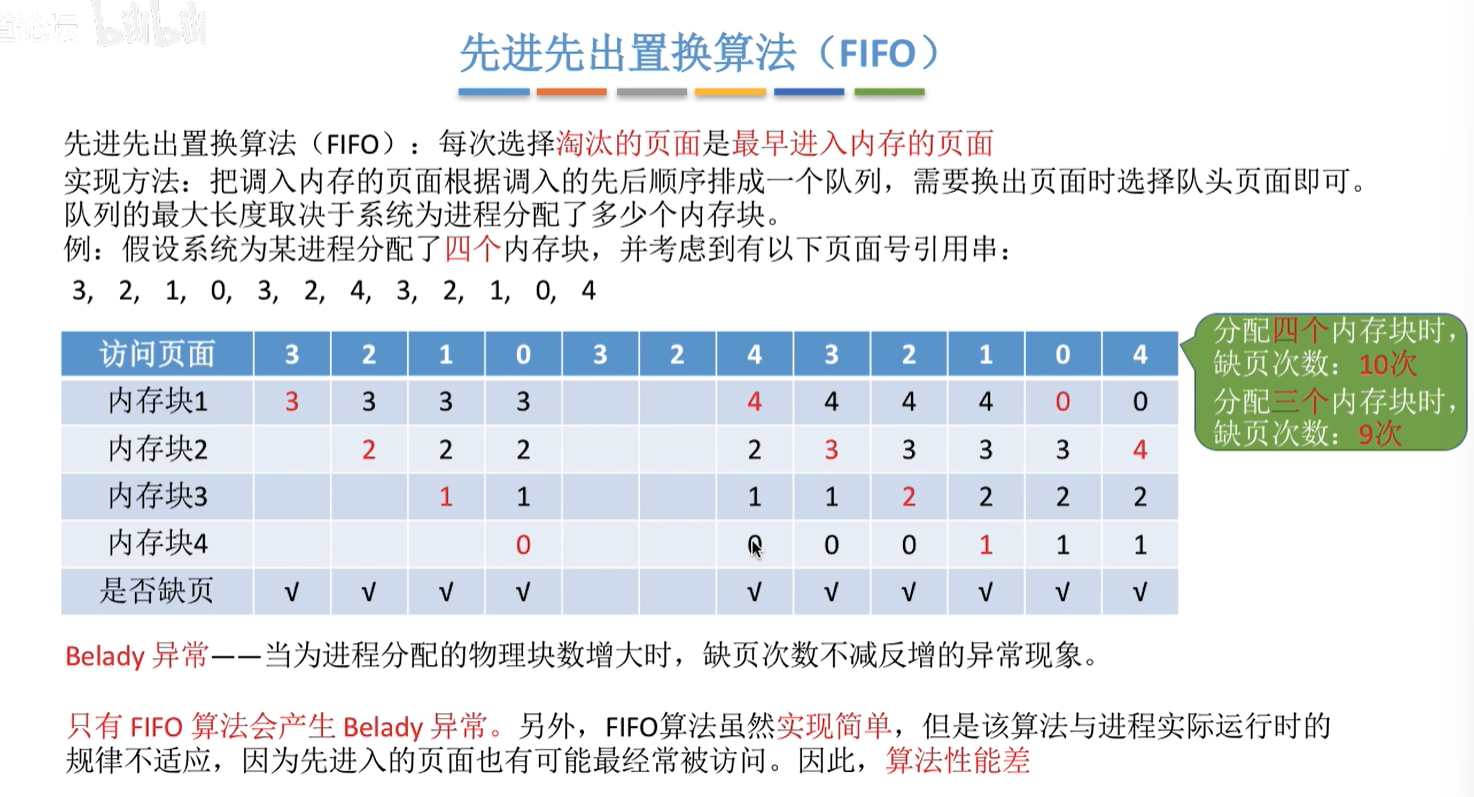 先进先出置换算法（FIFO）
先进先出置换算法（FIFO）：每次选择淘汰的页面是最早进入内存的页面
实现方法：把调入内存的页面根据调入的先后顺序排成一个队列，需要换出页面时选择队头页面即可。
队列的最大长度取决于系统为进程分配了多少个内存块。
例：假设系统为某进程分配了四个内存块，并考虑到有以下页面号引用串：
3, 2, 1, 0, 3, 2, 4, 3, 2, 1, 0, 4
访问页面 3 2 1 0 3 2 4 3 2 1 0 4
内存块1 3 3 3 3 4 4 4 4 0 0
内存块2 2 2 2 2 3 3 3 3 4
内存块3 1 1 1 1 2 2 2 2
内存块4 0 0 0 0 1 1 1
是否缺页 √ √ √ √ √ √ √ √ √ √
分配四个内存块时，
缺页次数：10次
分配三个内存块时，
缺页次数：9次
Belady 异常——当为进程分配的物理块数增大时，缺页次数不减反增的异常现象。
只有 FIFO 算法会产生 Belady 异常。另外，FIFO算法虽然实现简单，但是该算法与进程实际运行时的
规律不适应，因为先进入的页面也有可能最经常被访问。因此，算法性能差